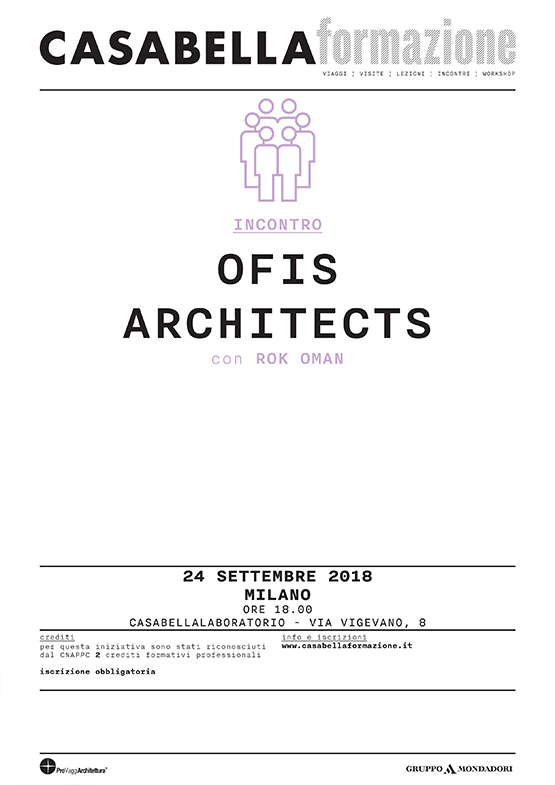 CASABELLAformazione
VIAGGI ¦ VISITE ¦ LEZIONI ¦ INCONTRI ¦ WORKSHOP
INCONTRO
OFIS
ARCHITECTS
con ROK OMAN
24 SETTEMBRE 2018
MILANO
ORE 18.00
CASABELLALABORATORIO - VIA VIGEVANO, 8
crediti
per questa iniziativa sono stati riconosciuti
dal CNAPPC 2 crediti formativi professionali
iscrizione obbligatoria
info e iscrizioni
www.casabellaformazione.it
ProViaggiArchitettura®
GRUPPO MONDADORI